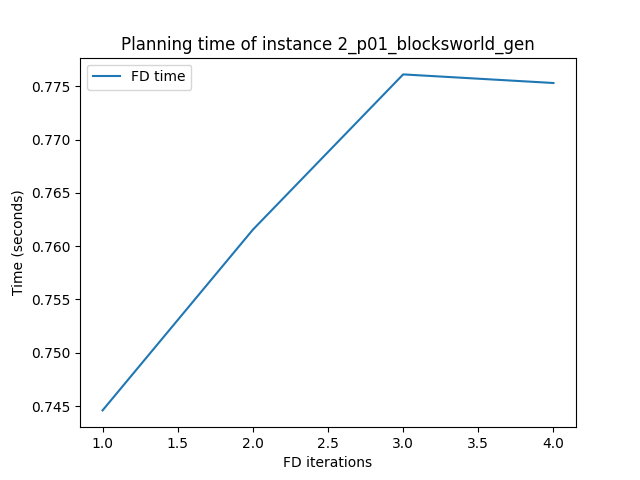 Planning time of instance 2_p01_blocksworld_gen
FD time
0.775
0.770
0.765
0.760
0.755
0.750
0.745
Time (seconds)
1.0 1.5 2.0 2.5 3.0 3.5 4.0
FD iterations